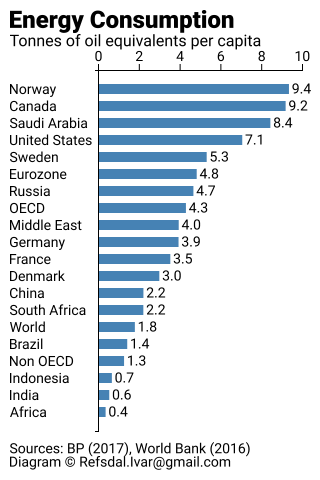 Energy Consumption
Tonnes of oil equivalents per capita
0 2 4 6 8 10
Norway 9.4
Canada 9.2
Saudi Arabia 8.4
United States 7.1
Sweden 5.3
Eurozone 4.8
Russia 4.7
OECD 4.3
Middle East 4.0
Germany 3.9
France 3.5
Denmark 3.0
China 2.2
South Africa 2.2
World 1.8
Brazil 1.4
Non OECD 1.3
Indonesia 0.7
India 0.6
Africa 0.4
Sources: BP (2017), World Bank (2016)
Diagram © Refsdal.Ivar@gmail.com